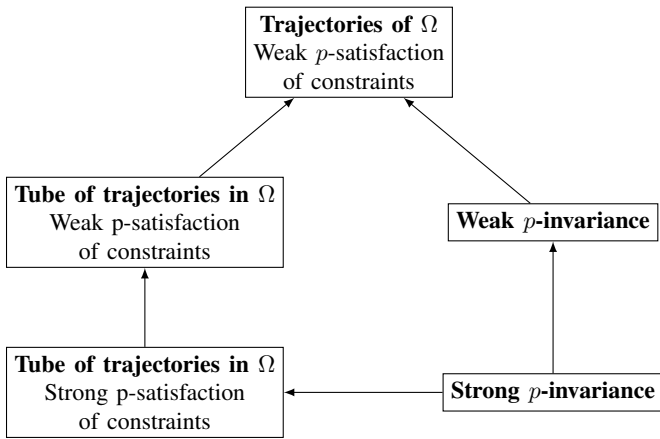 Trajectories of Ω
Weak p-satisfaction
of constraints
Tube of trajectories in Ω
Weak p-satisfaction
of constraints
Weak p-invariance
Tube of trajectories in Ω
Strong p-satisfaction
of constraints
Strong p-invariance